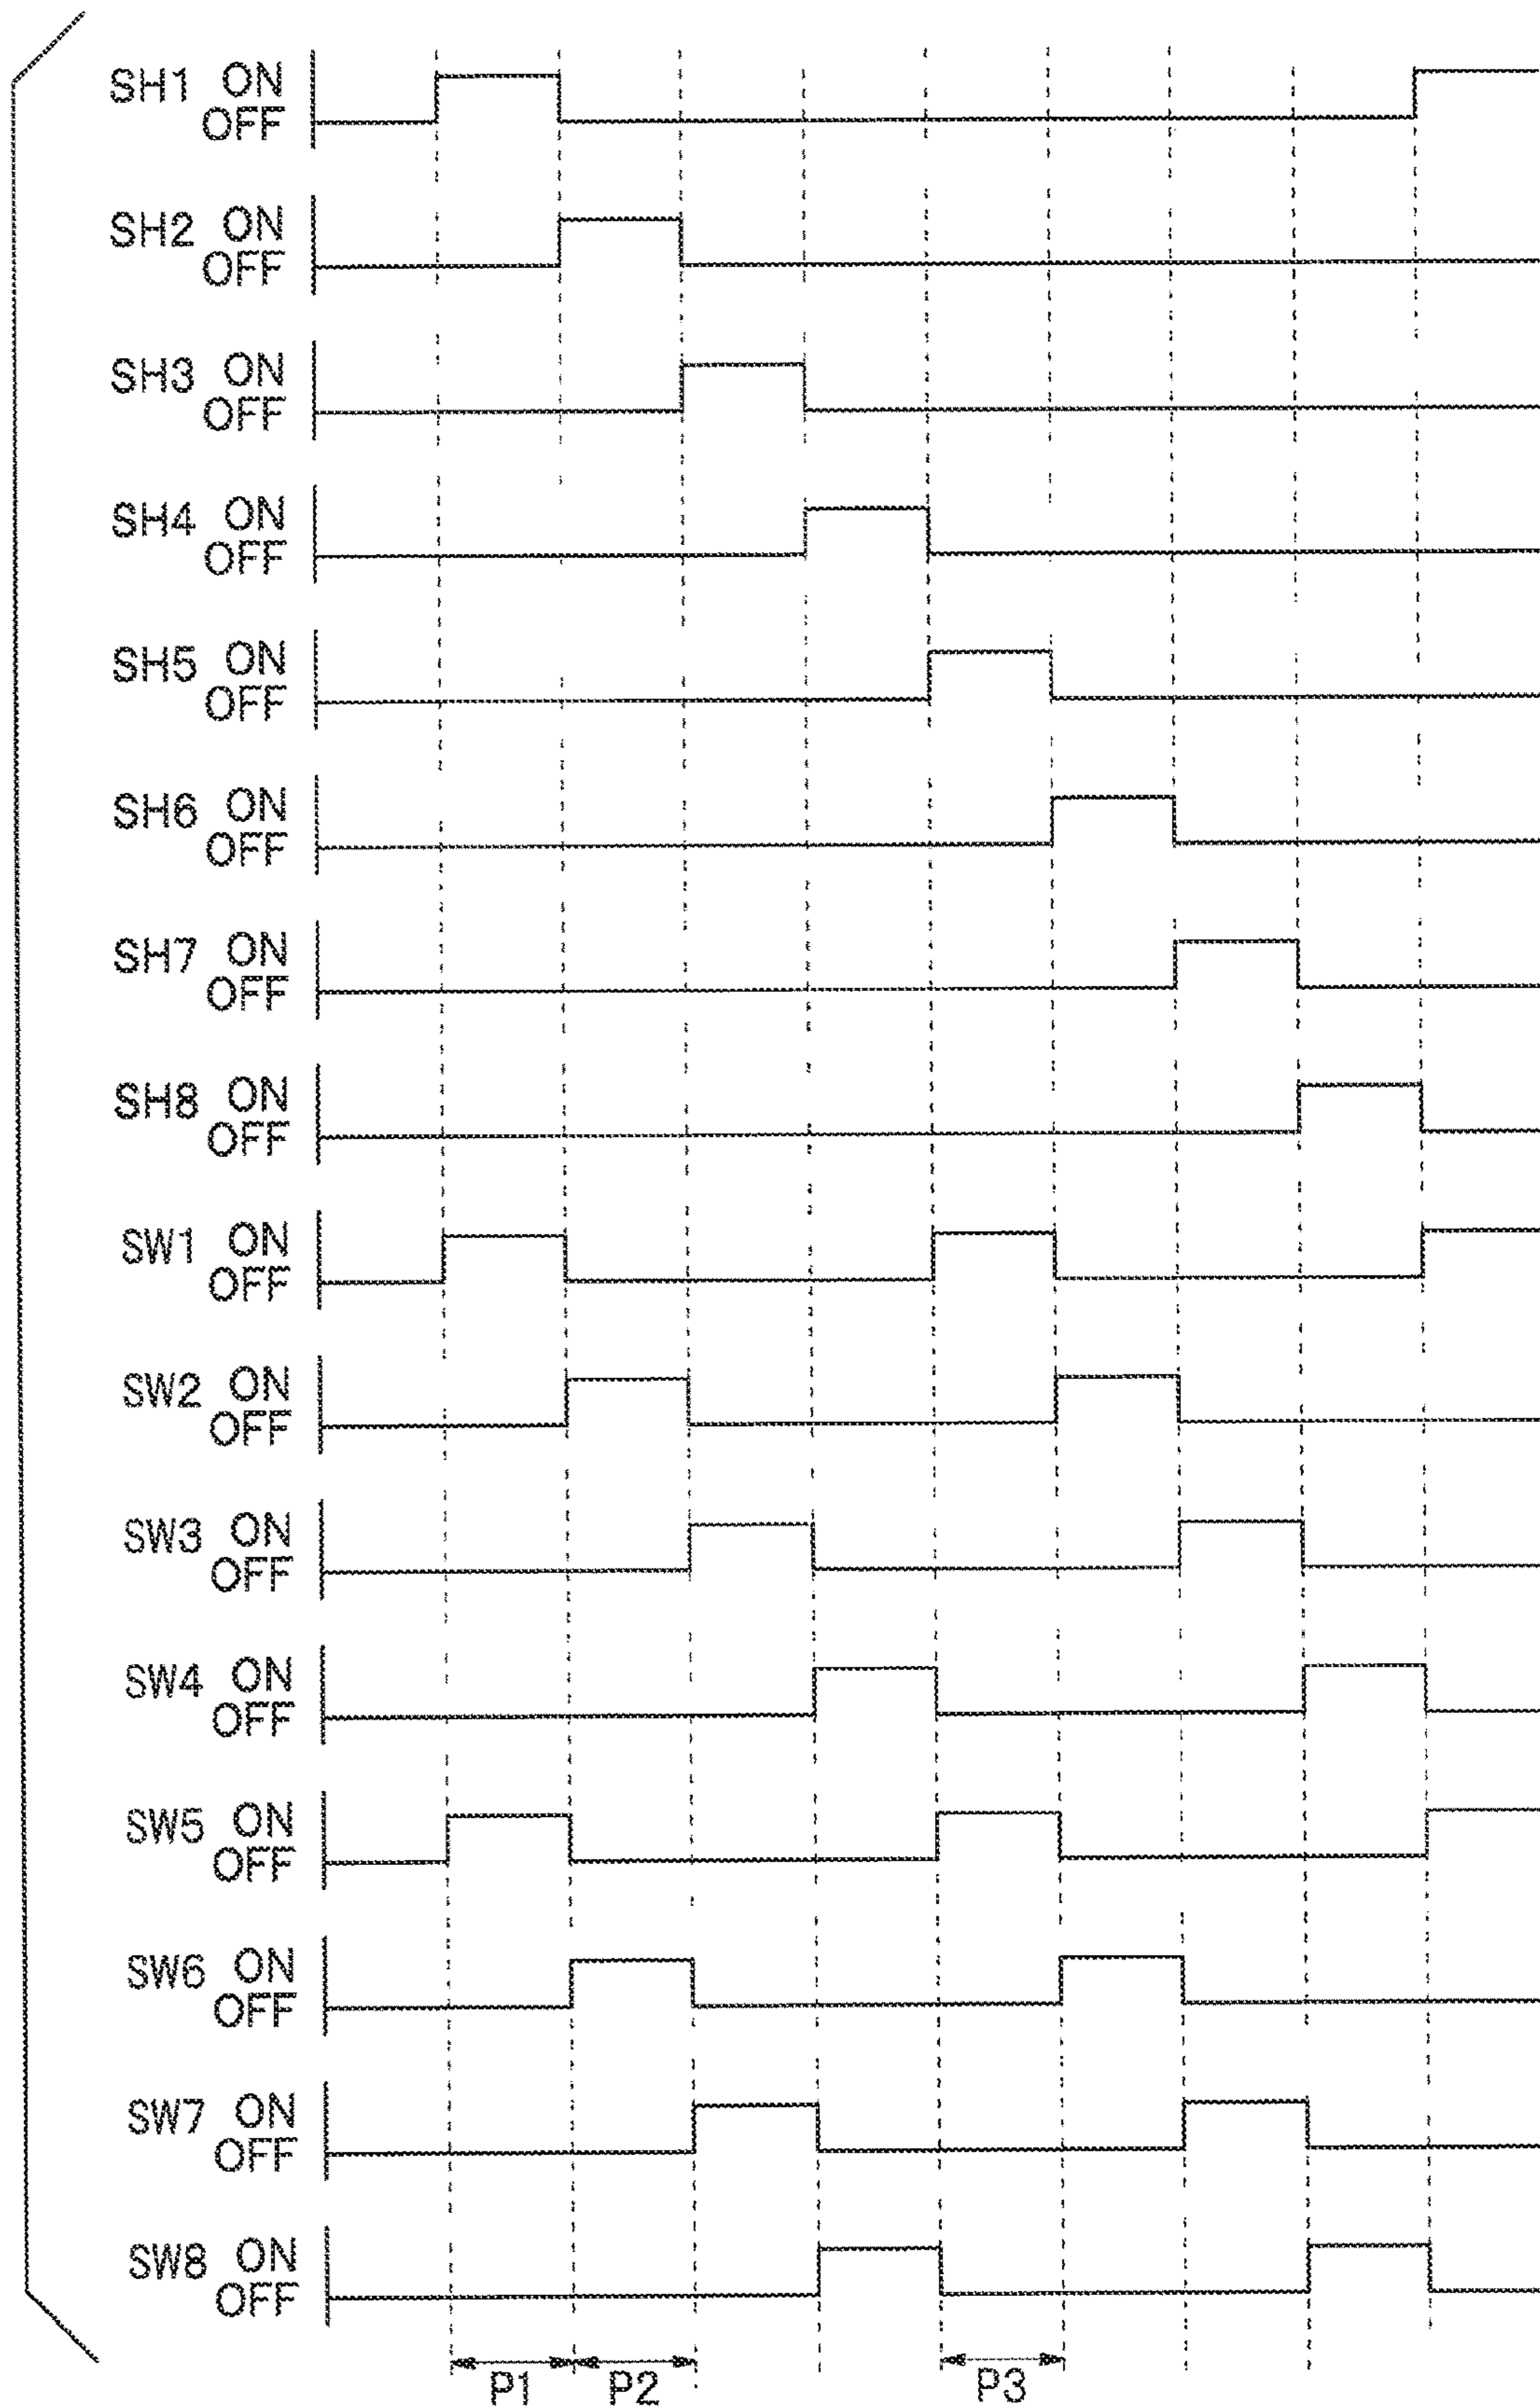 SH1 ON
OFF
SH2 ON
OFF
SH3 ON
OFF
SH4 ON
OFF
SH5 ON
OFF
SH6 ON
OFF
SH7 ON
OFF
SH8 ON
OFF
SW1 ON
OFF
SW2 ON
OFF
SW3 ON
OFF
SW4 ON
OFF
SW5 ON
OFF
SW6 ON
OFF
SW7 ON
OFF
SW8 ON
OFF
P1 P2 P3